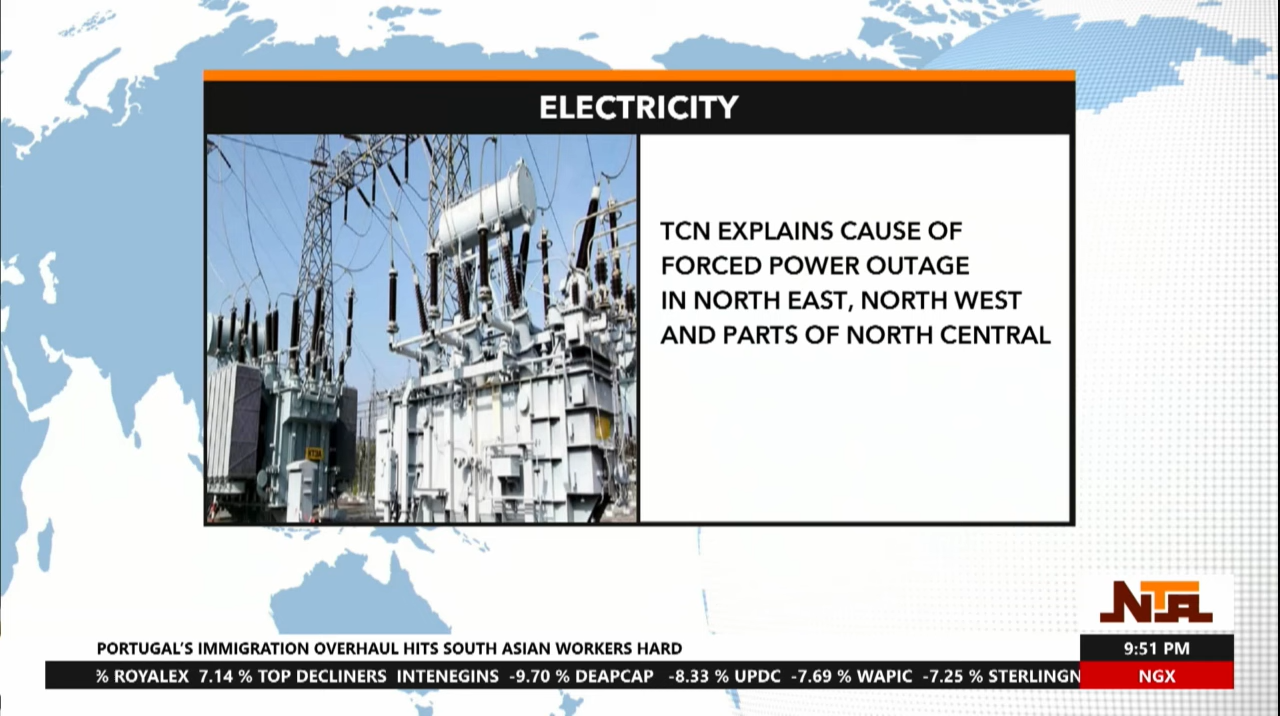 ELECTRICITY
TCN EXPLAINS CAUSE OF
FORCED POWER OUTAGE
IN NORTH EAST, NORTH WEST
AND PARTS OF NORTH CENTRAL
KT3A
NTA
PORTUGAL'S IMMIGRATION OVERHAUL HITS SOUTH ASIAN WORKERS HARD
9:51 PM
% ROYALEX 7.14 % TOP DECLINERS INTENEGINS -9.70 % DEAPCAP -8.33 % UPDC -7.69 % WAPIC -7.25 % STERLINGN
NGX